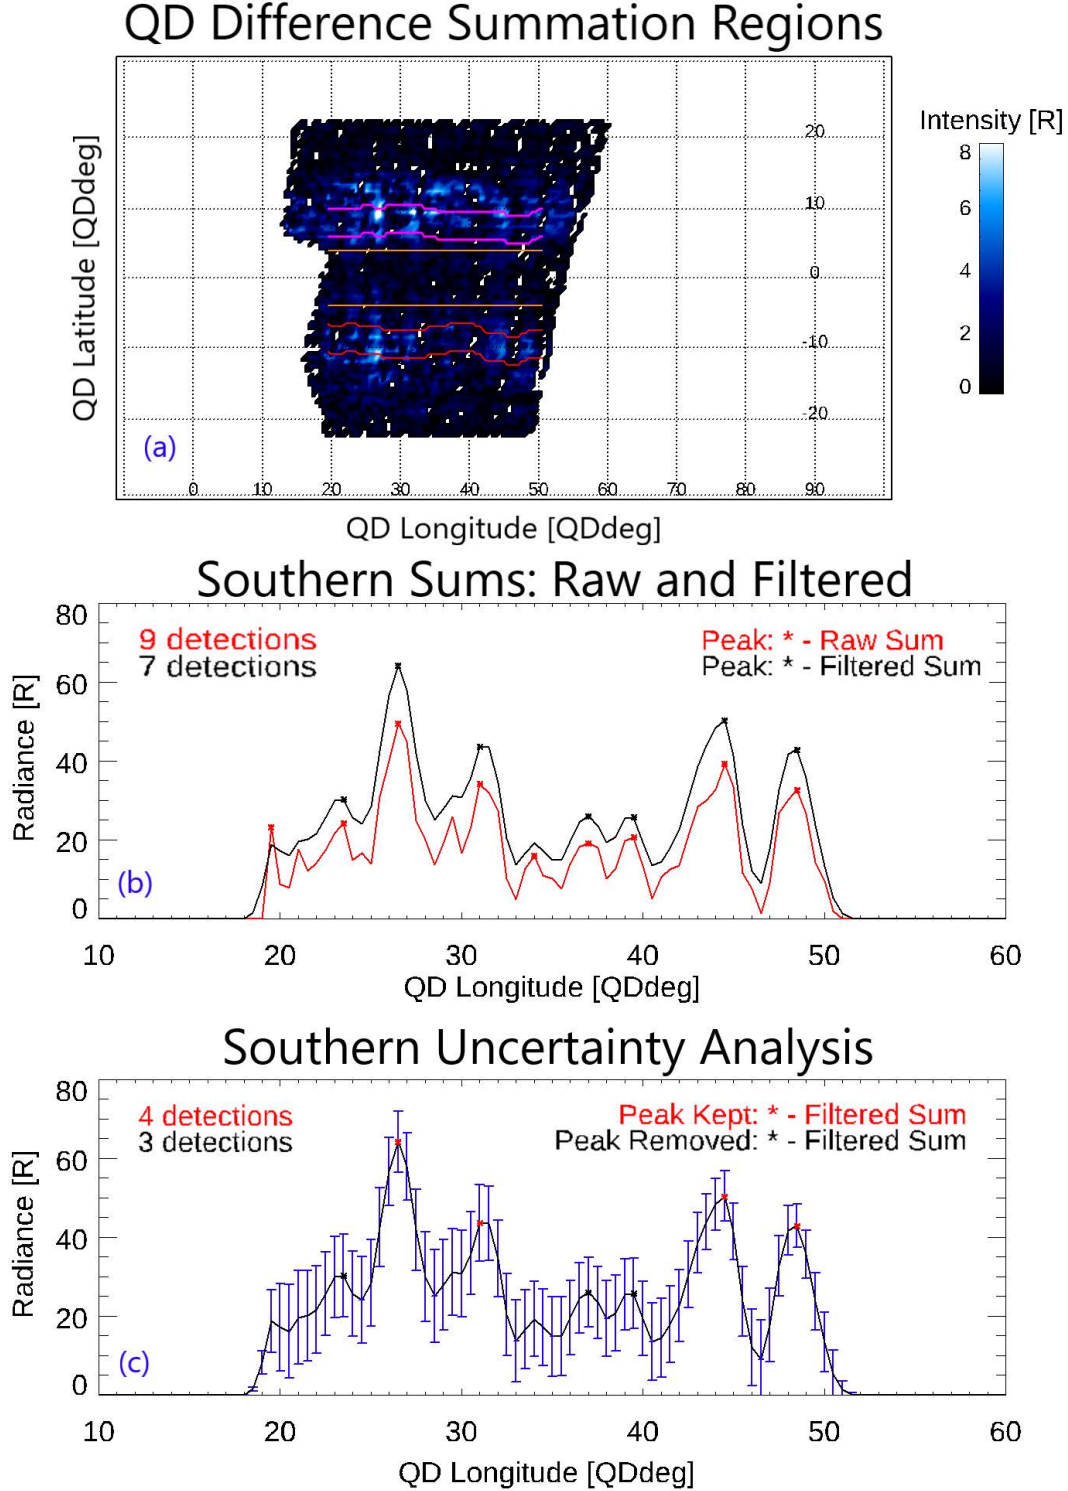 QD Difference Summation Regions
Intensity [R]
8
6
4
2
0
QD Latitude [QDdeg]
20
10
0
-10
-20
(a)
0 10 20 30 40 50 60 70 80 90
QD Longitude [QDdeg]
Southern Sums: Raw and Filtered
80
60
40
20
0
Radiance [R]
9 detections
7 detections
Peak: * - Raw Sum
Peak: * - Filtered Sum
(b)
10 20 30 40 50 60
QD Longitude [QDdeg]
Southern Uncertainty Analysis
80
60
40
20
0
Radiance [R]
4 detections
3 detections
Peak Kept: * - Filtered Sum
Peak Removed: * - Filtered Sum
(c)
10 20 30 40 50 60
QD Longitude [QDdeg]